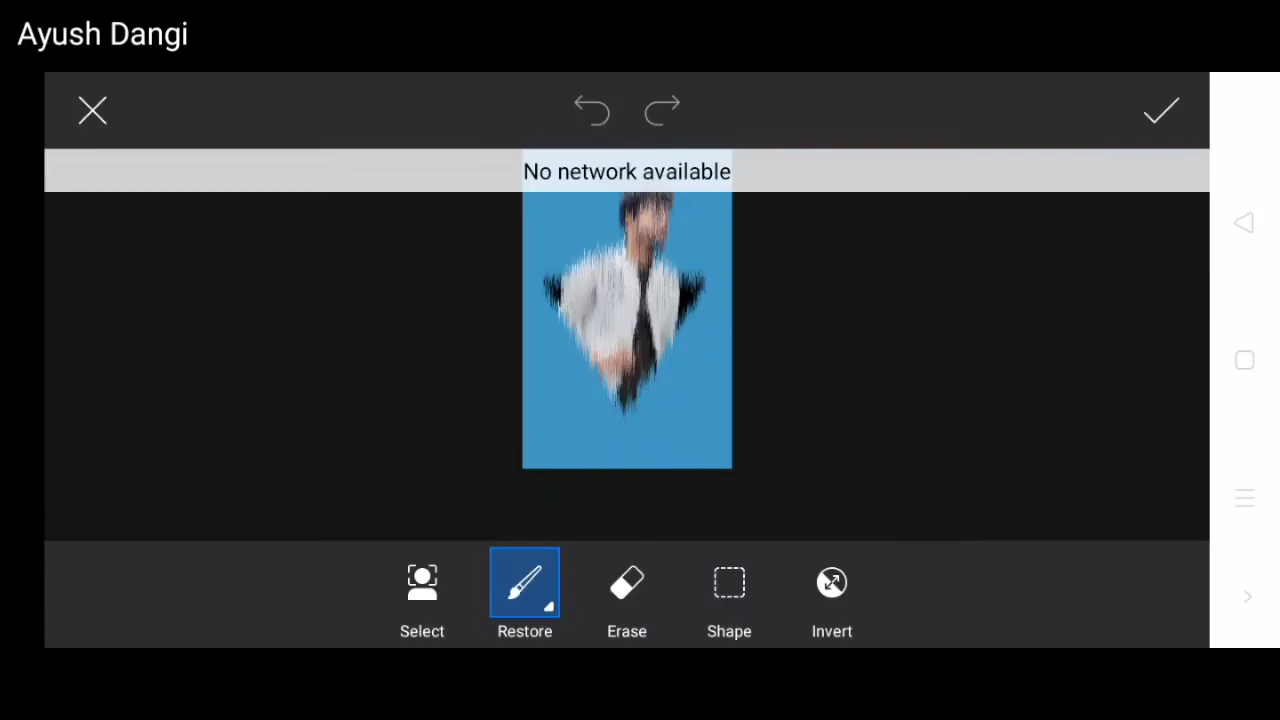 Ayush Dangi
No network available
Select
Restore
Erase
Shape
Invert